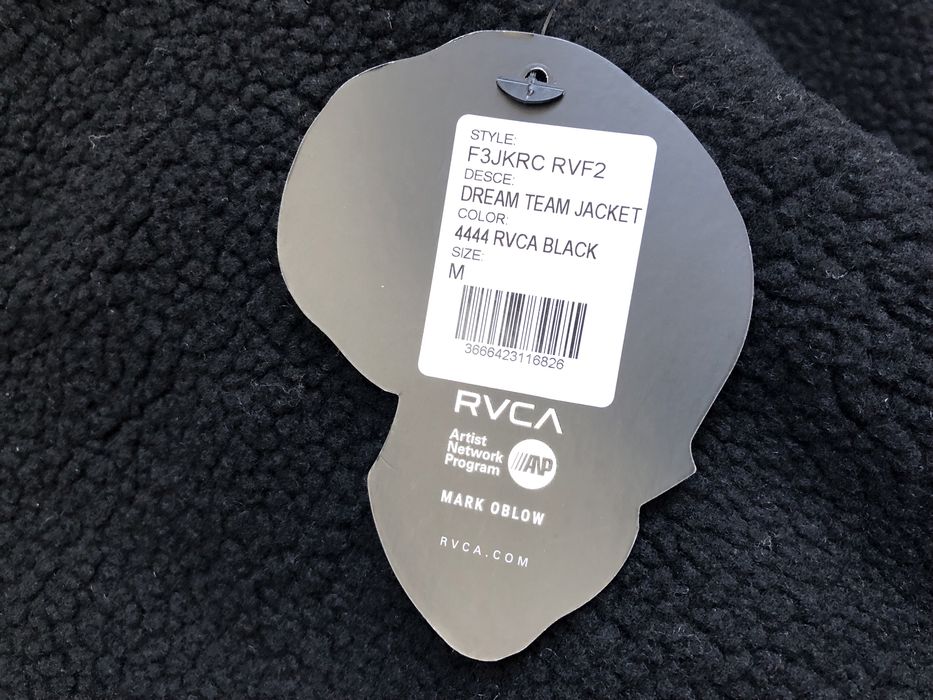 STYLE:
F3JKRC RVF2
DESCE:
DREAM TEAM JACKET
COLOR:
4444 RVCA BLACK
SIZE:
M
3666423116826
RVCA
Artist
Network
Program
ANP
MARK OBLOW
RVCA.COM